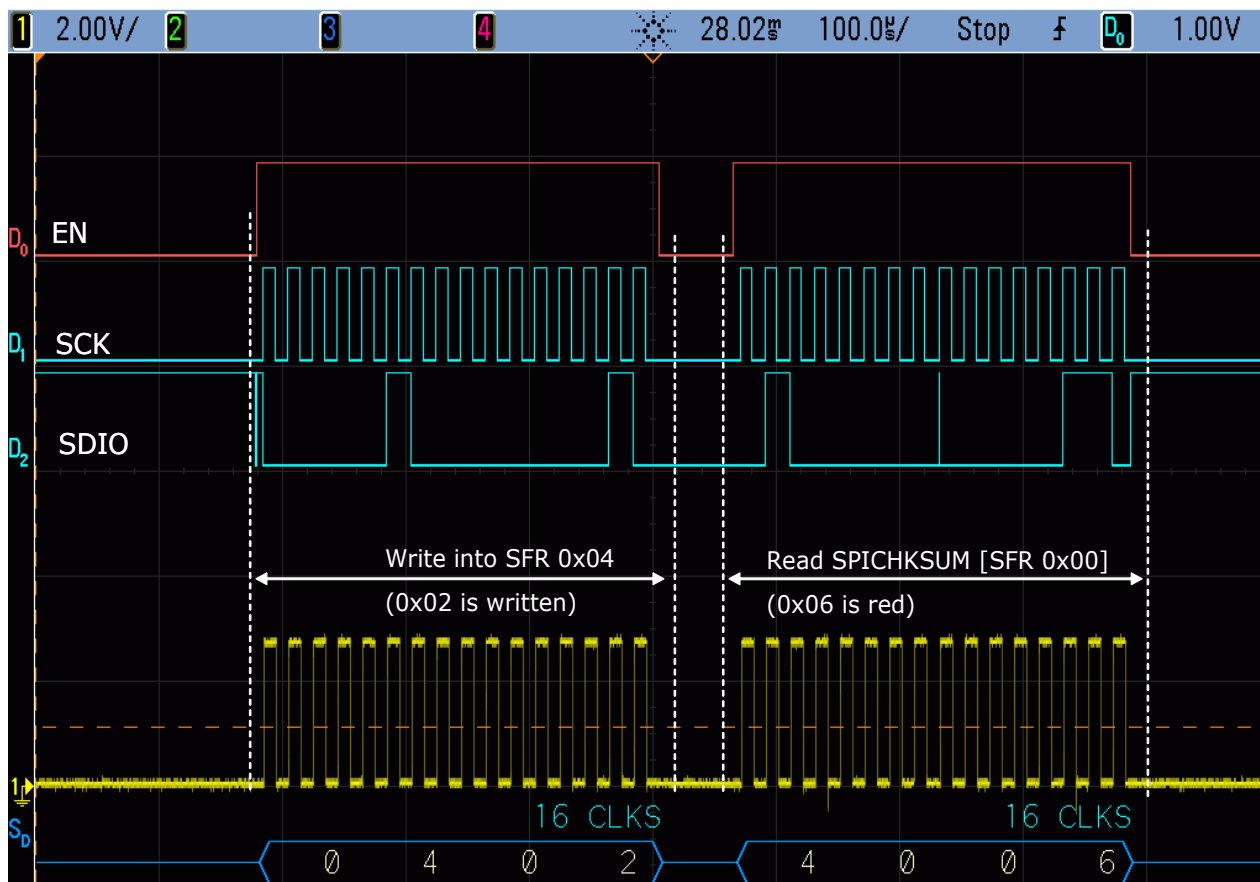 1 2.00V/ 2 3 4 28.02ms 100.0us/ Stop D0 1.00V
D0 EN
D1 SCK
D2 SDIO
Write into SFR 0x04
(0x02 is written)
Read SPICHKSUM [SFR 0x00]
(0x06 is red)
1
16 CLKS
16 CLKS
SD
0 4 0 2
4 0 0 6